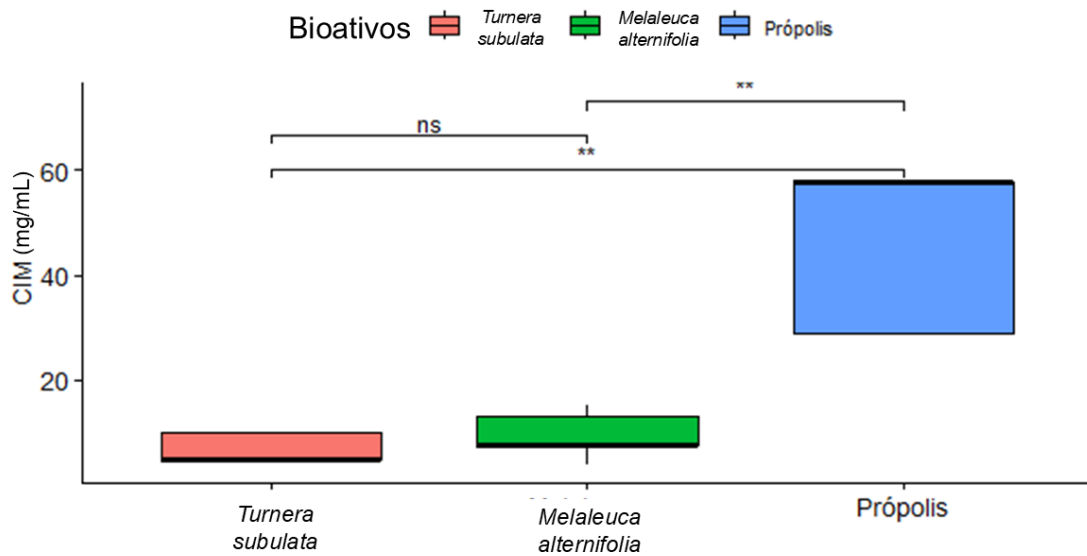 Bioativos
Turnera
subulata
Melaleuca
alternifolia
Própolis
**
ns
**
60
40
20
CIM (mg/mL)
Turnera
subulata
Melaleuca
alternifolia
Própolis